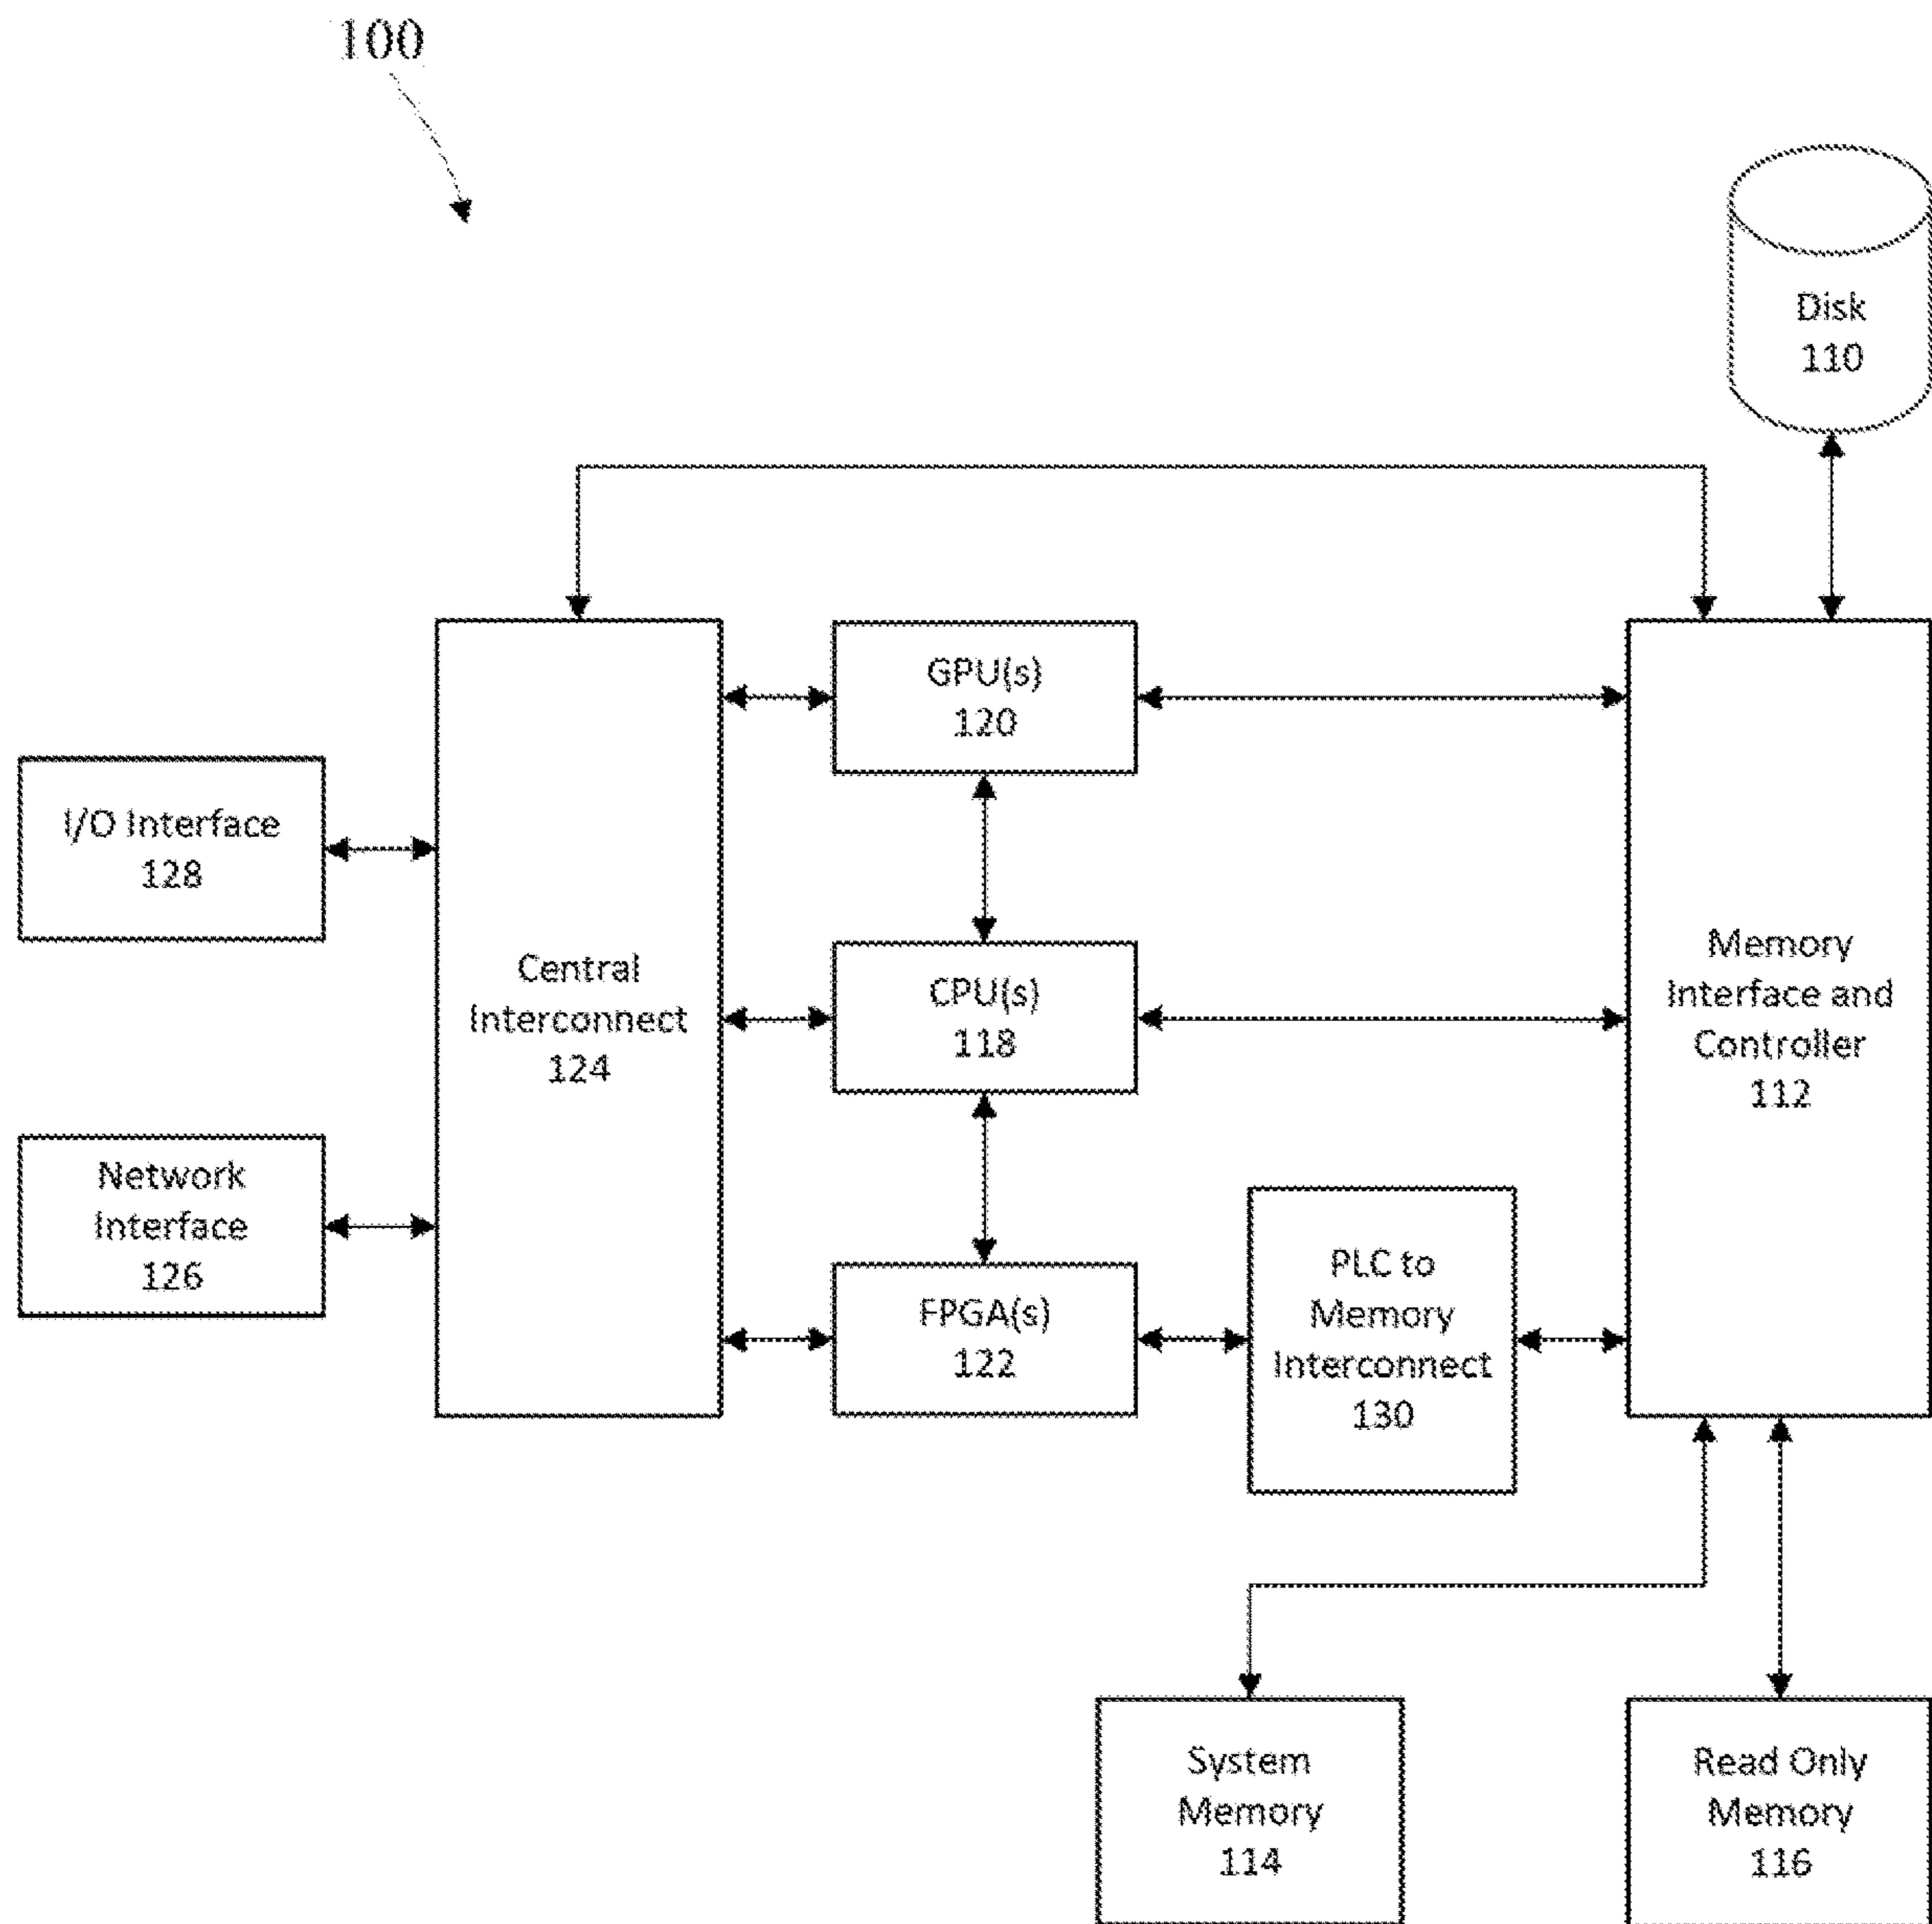 100
Disk
110
GPU(s)
120
I/O Interface
128
Central
Interconnect
124
CPU(s)
118
Memory
Interface and
Controller
112
Network
Interface
126
FPGA(s)
122
PLC to
Memory
Interconnect
130
System
Memory
114
Read Only
Memory
116